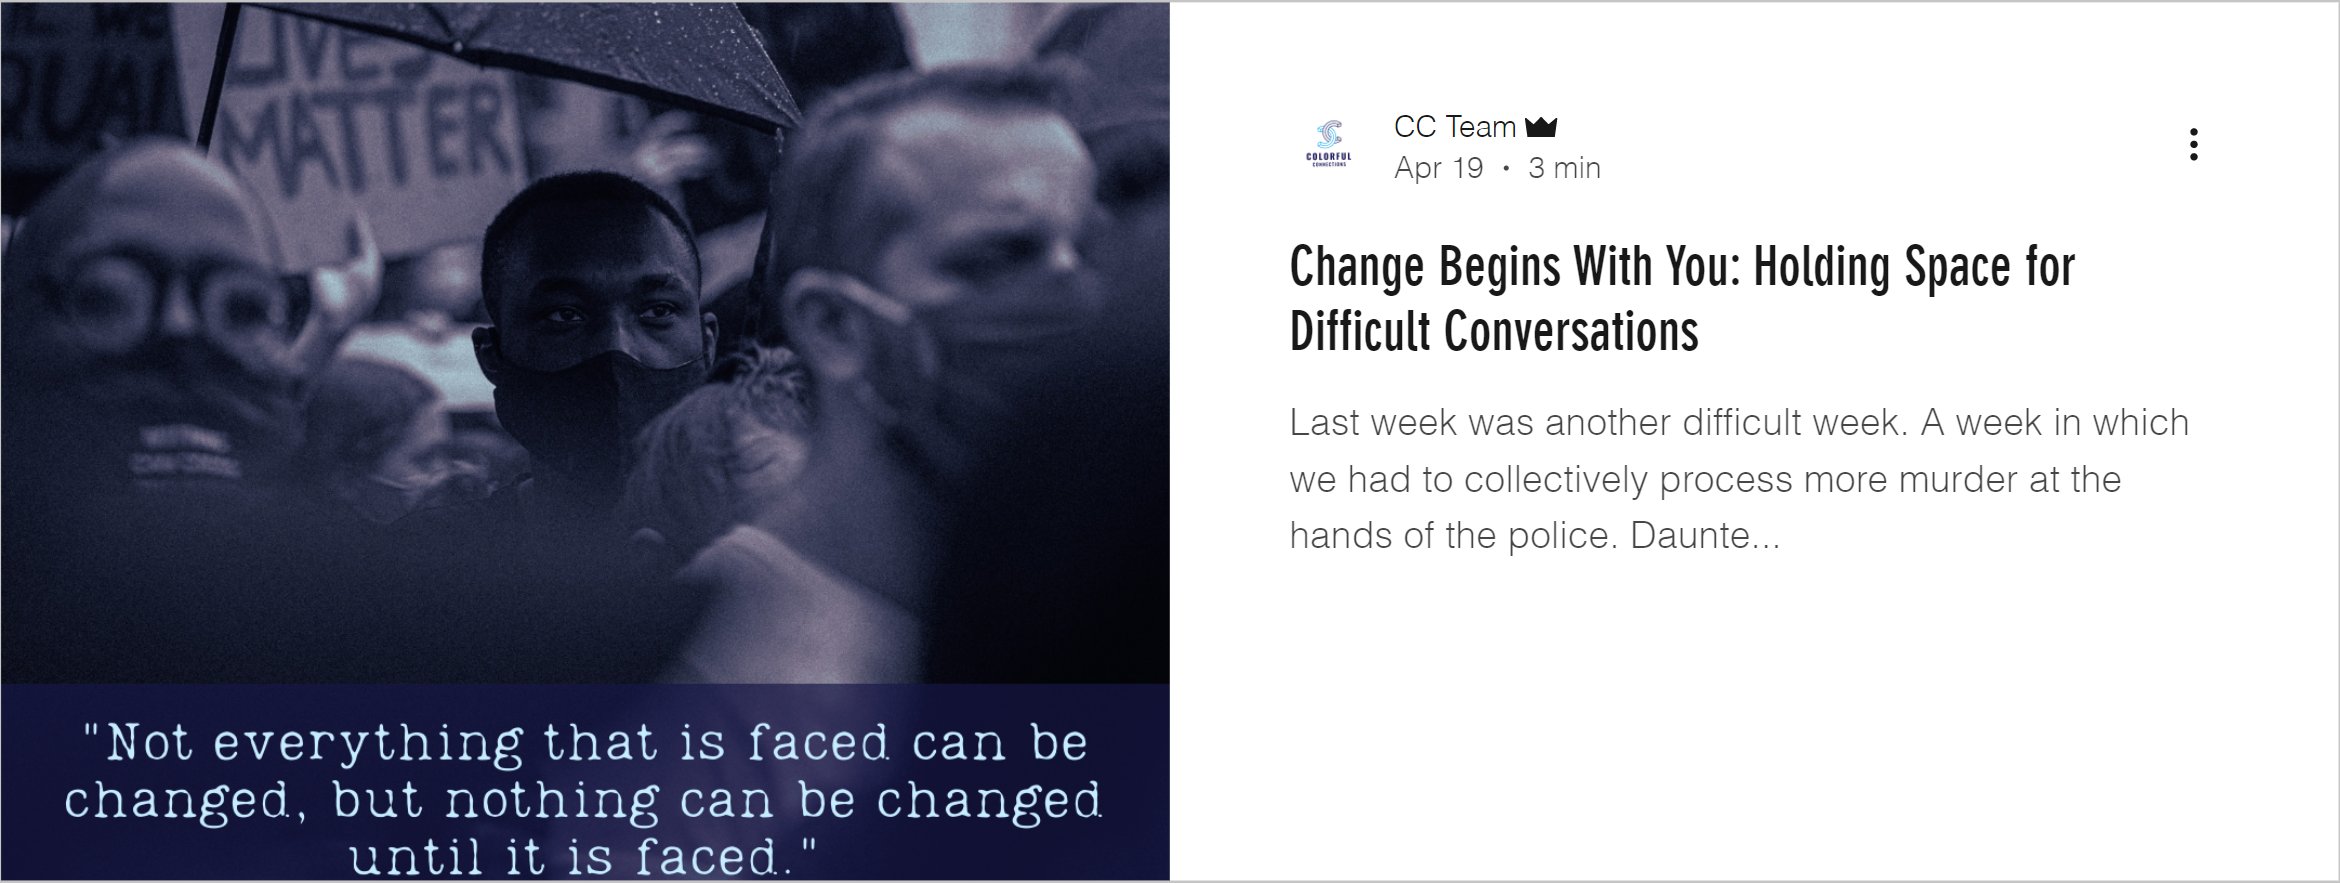 LIVES
MATTER
"Not everything that is faced can be
changed, but nothing can be changed
until it is faced."
COLORFUL
CONNECTIONS
CC Team
Apr 19 • 3 min
Change Begins With You: Holding Space for
Difficult Conversations
Last week was another difficult week. A week in which
we had to collectively process more murder at the
hands of the police. Daunte...